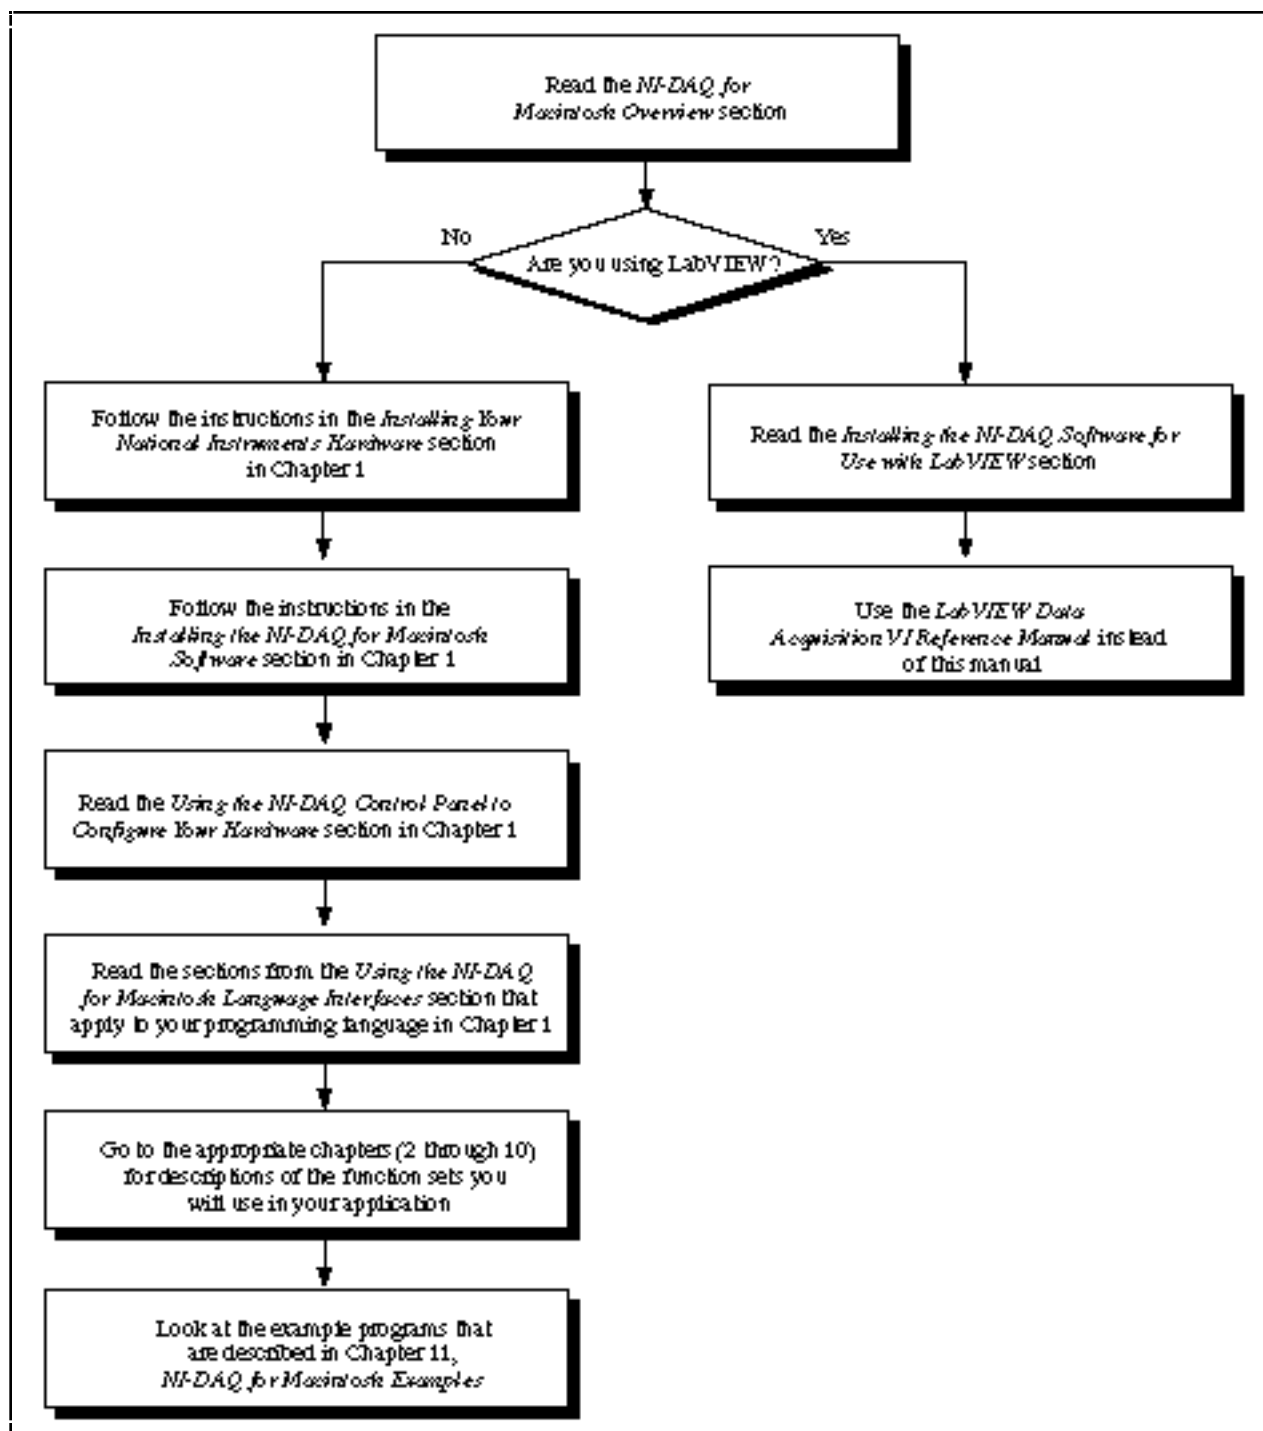 Read the NI-DAQ for
Macintosh Overview section
No
Yes
Are you using LabVIEW?
Follow the instructions in the Installing Your
National Instruments Hardware section
in Chapter 1
Read the Installing the NI-DAQ Software for
Use with LabVIEW section
Follow the instructions in the
Installing the NI-DAQ for Macintosh
Software section in Chapter 1
Use the LabVIEW Data
Acquisition VI Reference Manual instead
of this manual
Read the Using the NI-DAQ Control Panel to
Configure Your Hardware section in Chapter 1
Read the sections from the Using the NI-DAQ
for Macintosh Language Interfaces section that
apply to your programming language in Chapter 1
Go to the appropriate chapters (2 through 10)
for descriptions of the function sets you
will use in your application
Look at the example programs that
are described in Chapter 11,
NI-DAQ for Macintosh Examples